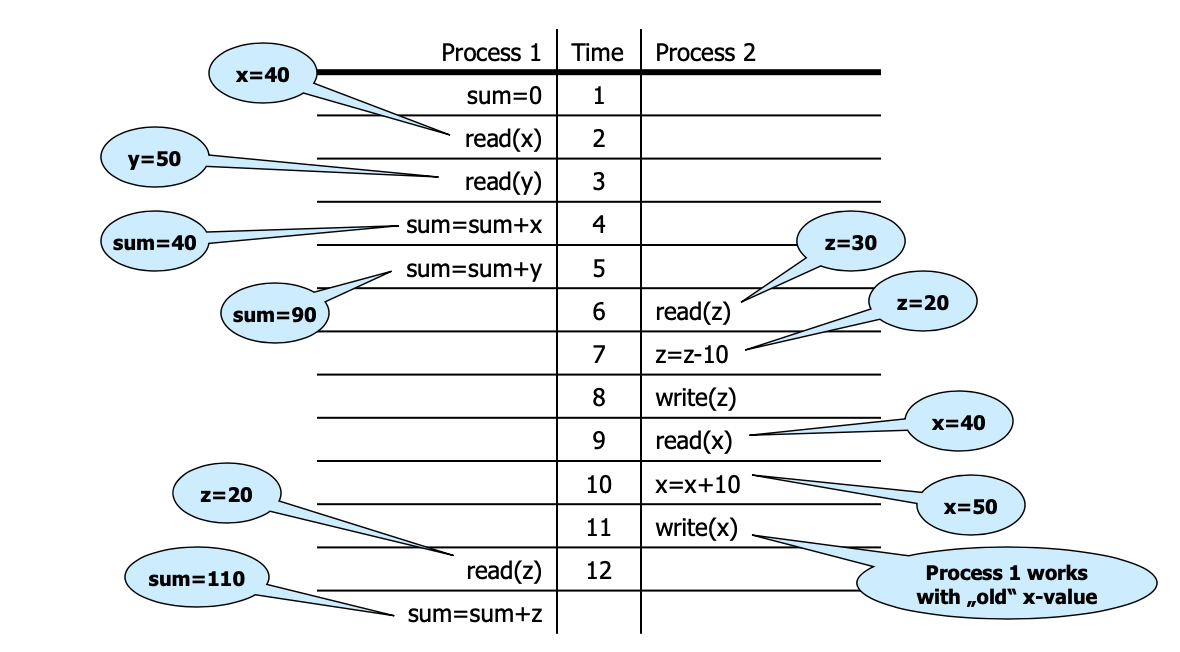 Process 1 Time Process 2
x=40
sum=0 1
read(x) 2
y=50
read(y) 3
sum=40
sum=sum+x 4
z=30
sum=sum+y 5
sum=90
6 read(z)
z=20
7 z=z-10
8 write(z)
x=40
9 read(x)
z=20
10 x=x+10
x=50
11 write(x)
sum=110
read(z) 12
Process 1 works
with „old“ x-value
sum=sum+z